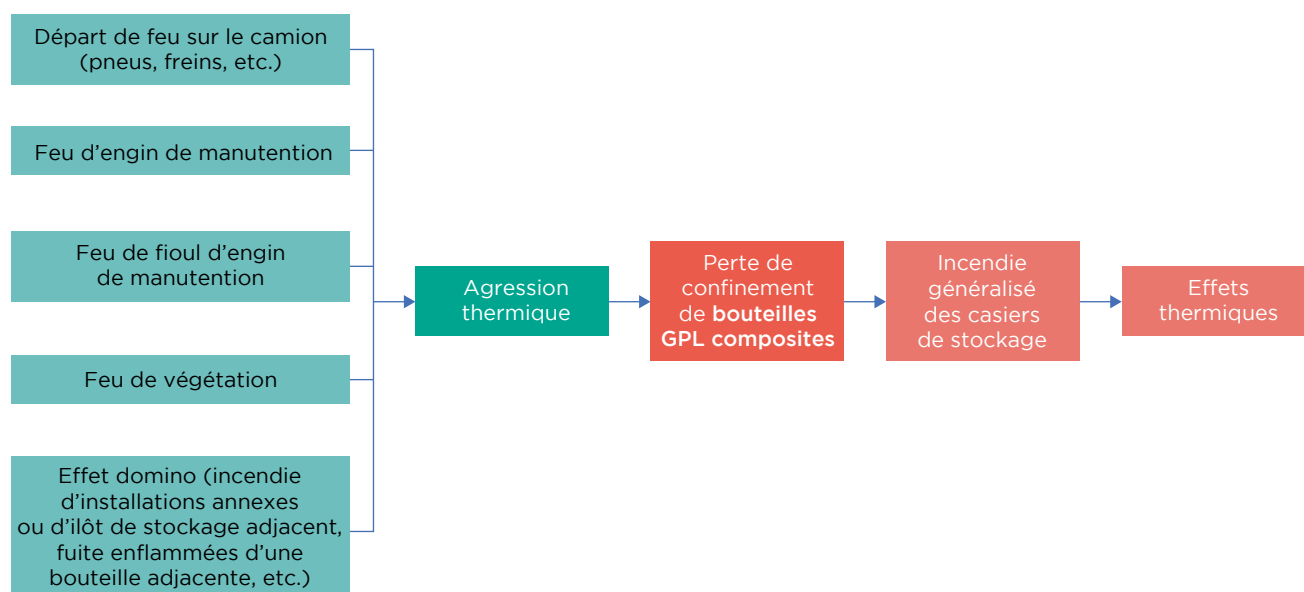 Départ de feu sur le camion
(pneus, freins, etc.)
Feu d'engin de manutention
Feu de fioul d'engin
de manutention
Feu de végétation
Effet domino (incendie
d'installations annexes
ou d'ilôt de stockage adjacent,
fuite enflammées d'une
bouteille adjacente, etc.)
Agression
thermique
Perte de
confinement
de bouteilles
GPL composites
Incendie
généralisé
des casiers
de stockage
Effets
thermiques